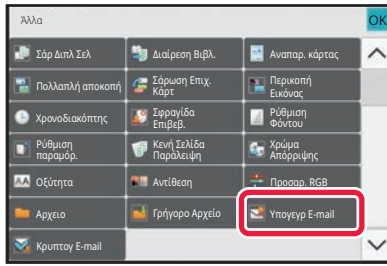 Άλλα
OK
Σάρ Διπλ Σελ
Διαίρεση Βιβλ.
Αναπαρ. κάρτας
Πολλαπλή αποκοπή
Σάρωση Επιχ.
Κάρτ
Περικοπή
Εικόνας
Χρονοδιακόπτης
Σφραγίδα
Επιβεβ.
Ρύθμιση
Φόντου
Ρύθμιση
παραμόρ.
Κενή Σελίδα
Παράλειψη
Χρώμα
Απόρριψης
Οξύτητα
Αντίθεση
Προσαρ. RGB
Αρχειο
Γρήγορο Αρχείο
Υπογεγρ E-mail
Κρυπτογ E-mail